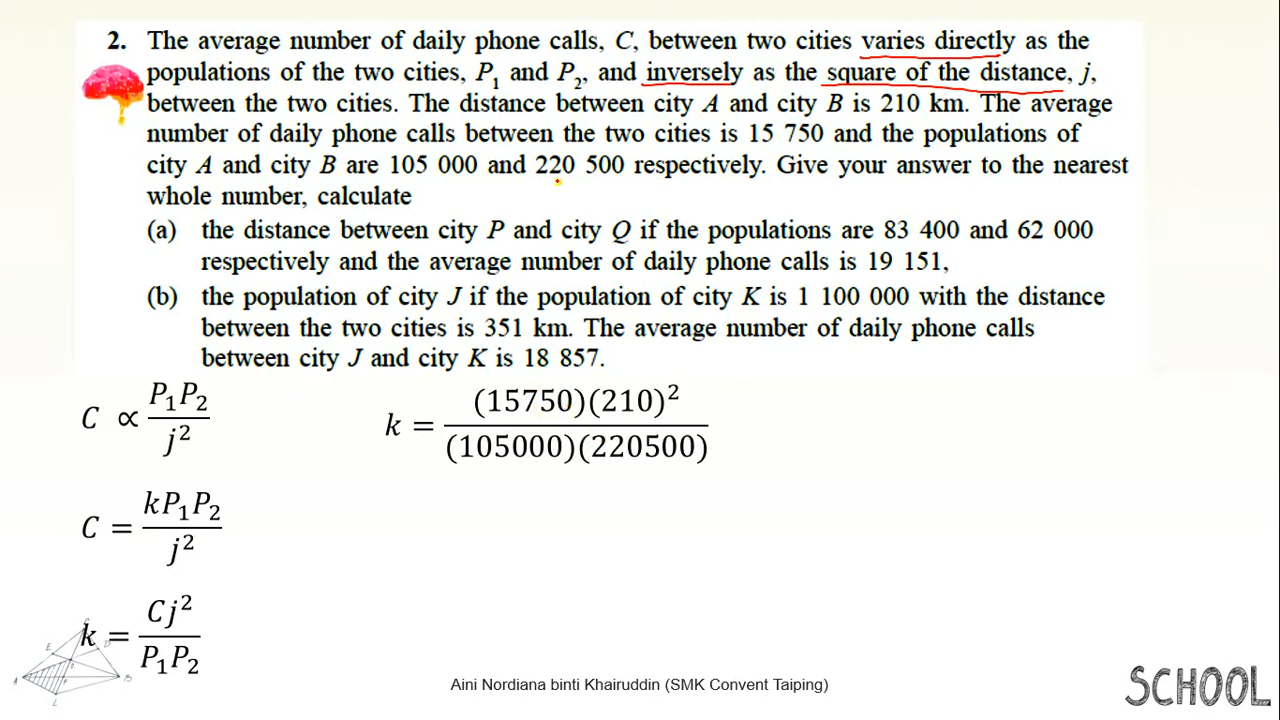 2. The average number of daily phone calls, C, between two cities varies directly as the
populations of the two cities, P₁ and P₂, and inversely as the square of the distance, j,
between the two cities. The distance between city A and city B is 210 km. The average
number of daily phone calls between the two cities is 15 750 and the populations of
city A and city B are 105 000 and 220 500 respectively. Give your answer to the nearest
whole number, calculate
(a) the distance between city P and city Q if the populations are 83 400 and 62 000
respectively and the average number of daily phone calls is 19 151,
(b) the population of city J if the population of city K is 1 100 000 with the distance
between the two cities is 351 km. The average number of daily phone calls
between city J and city K is 18 857.
C ∝ P₁P₂ / j²
k = (15750)(210)² / (105000)(220500)
C = kP₁P₂ / j²
k = Cj² / P₁P₂
Aini Nordiana binti Khairuddin (SMK Convent Taiping)
SCHOOL